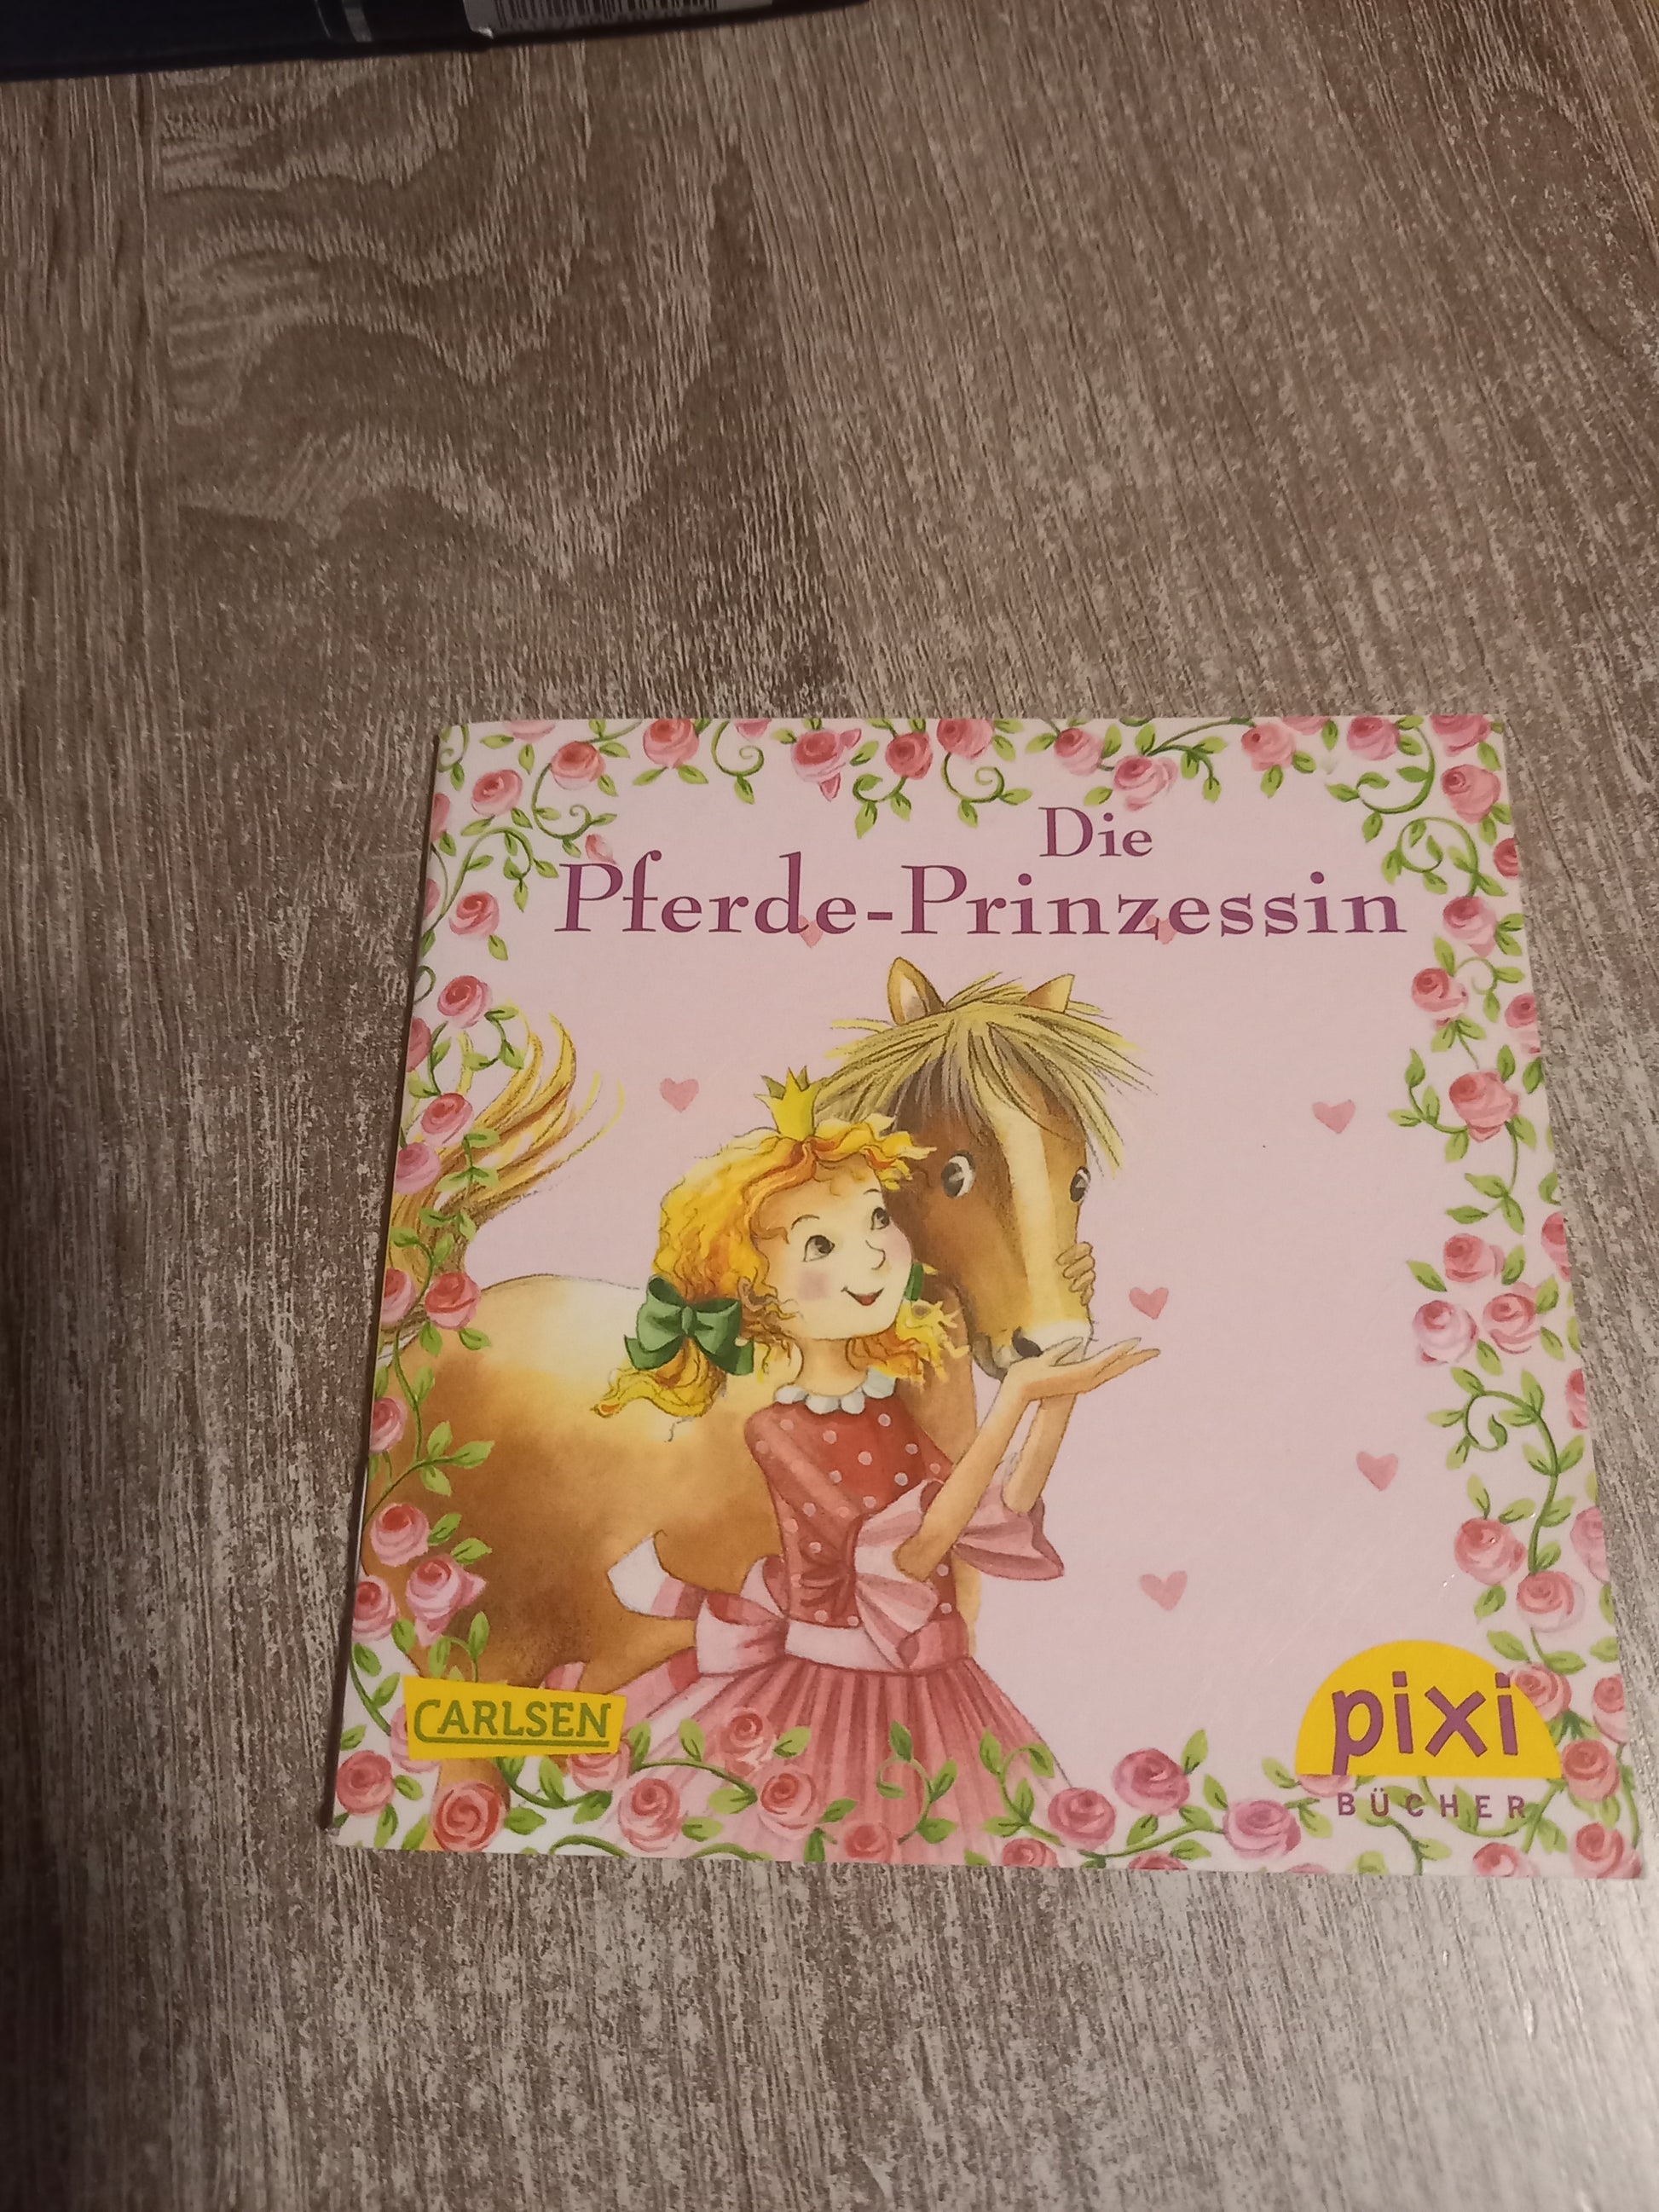 Die
Pferde-Prinzessin
CARLSEN
pixi
BÜCHER